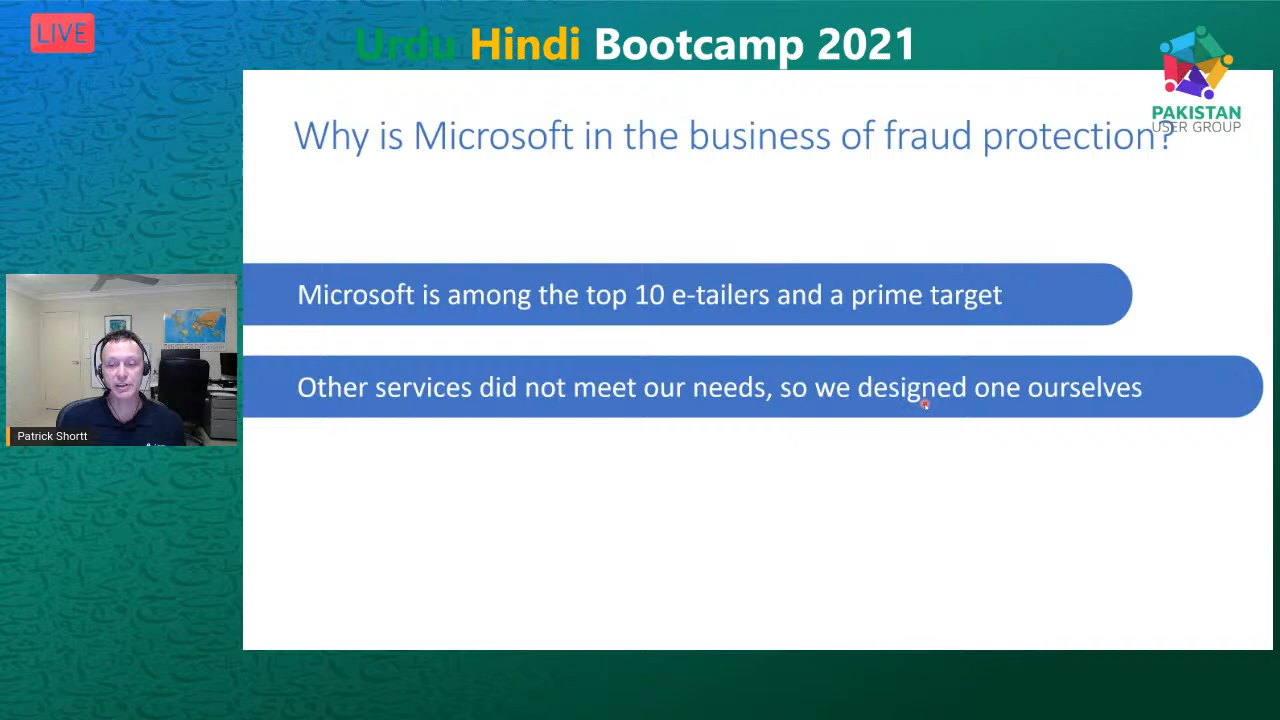 LIVE
Urdu Hindi Bootcamp 2021
PAKISTAN
USER GROUP
Why is Microsoft in the business of fraud protection?
Microsoft is among the top 10 e-tailers and a prime target
Other services did not meet our needs, so we designed one ourselves
Patrick Shortt